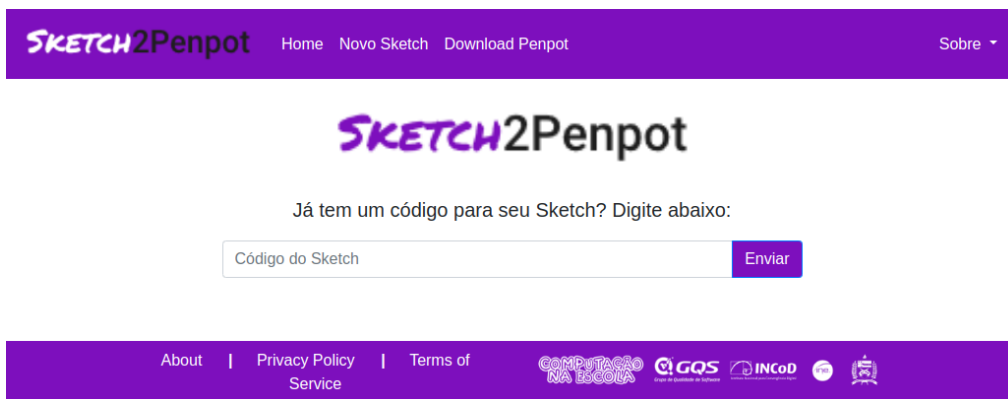 SKETCH2Penpot Home Novo Sketch Download Penpot Sobre
SKETCH2Penpot
Já tem um código para seu Sketch? Digite abaixo:
Código do Sketch Enviar
About | Privacy Policy | Terms of Service
COMPUTAÇÃO NA ESCOLA
GQS
INCoD